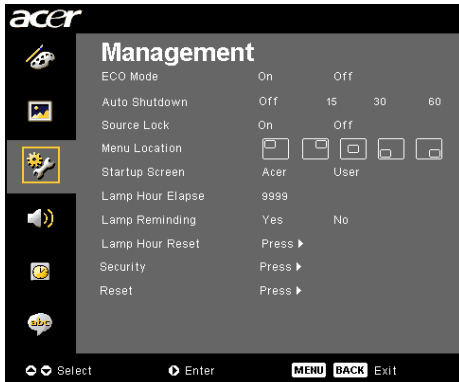 acer
Management
ECO Mode On Off
Auto Shutdown Off 15 30 60
Source Lock On Off
Menu Location
Startup Screen Acer User
Lamp Hour Elapse 9999
Lamp Reminding Yes No
Lamp Hour Reset Press
Security Press
Reset Press
abc
Select Enter MENU BACK Exit